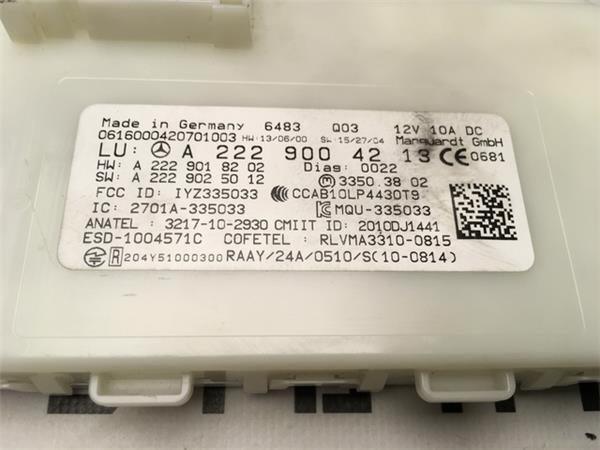 Made in Germany 6483 Q03 12V 10A DC
0616000420701003 HW:13/06/00 SW:15/27/04 Marquardt GmbH
LU: A 222 900 42 13 CE 0681
HW: A 222 901 82 02 Diag: 0022
SW: A 222 902 50 12 3350.38 02
FCC ID: IYZ335033 CCAB10LP4430T9
IC: 2701A-335033 MQU-335033
ANATEL : 3217-10-2930 CMIIT ID: 2010DJ1441
ESD-1004571C COFETEL : RLVMA3310-0815
R 204Y51000300 RAAY/24A/0510/S(10-0814)